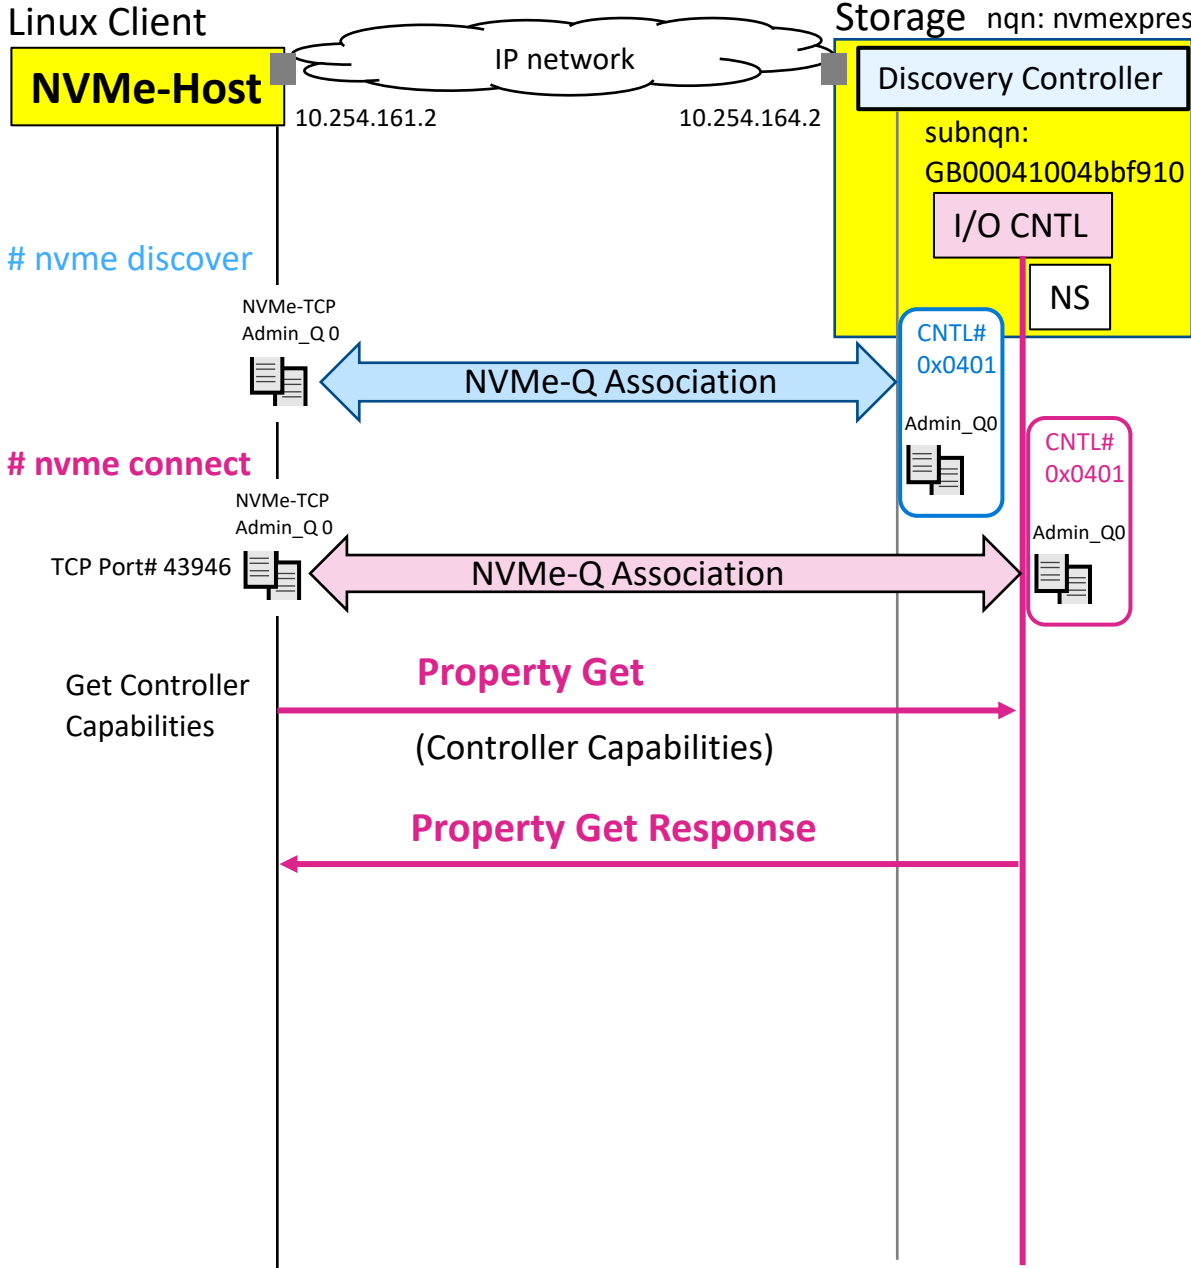 Linux Client
Storage nqn: nvmexpres
NVMe-Host
IP network
Discovery Controller
10.254.161.2
10.254.164.2
subnqn:
GB00041004bbf910
I/O CNTL
# nvme discover
NS
NVMe-TCP
Admin_Q 0
CNTL#
0x0401
NVMe-Q Association
Admin_Q0
# nvme connect
CNTL#
0x0401
NVMe-TCP
Admin_Q 0
Admin_Q0
TCP Port# 43946
NVMe-Q Association
Get Controller
Capabilities
Property Get
(Controller Capabilities)
Property Get Response